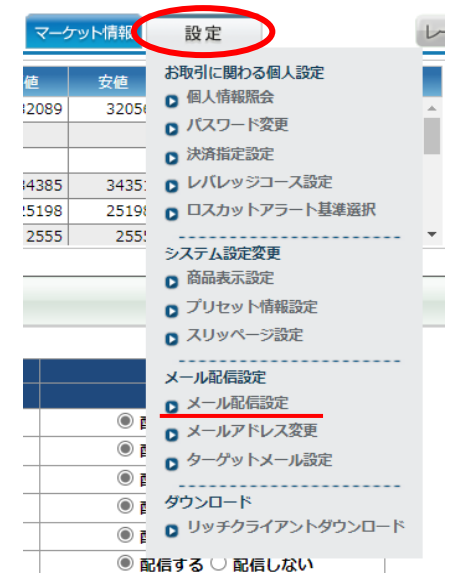 マーケット情報 設定 レ
値 安値
32089 3205
34385 3435
25198 2519
2555 255
お取引に関わる個人設定
個人情報照会
パスワード変更
決済指定設定
レバレッジコース設定
ロスカットアラート基準選択
システム設定変更
商品表示設定
プリセット情報設定
スリッページ設定
メール配信設定
メール配信設定
メールアドレス変更
ターゲットメール設定
ダウンロード
リッチクライアントダウンロード
配信する 配信しない